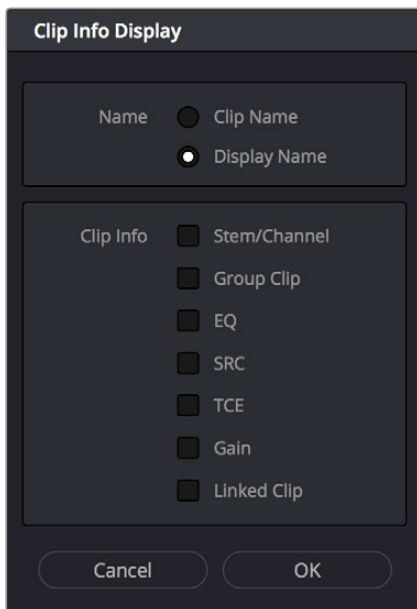 Clip Info Display
Name Clip Name
Display Name
Clip Info Stem/Channel
Group Clip
EQ
SRC
TCE
Gain
Linked Clip
Cancel OK